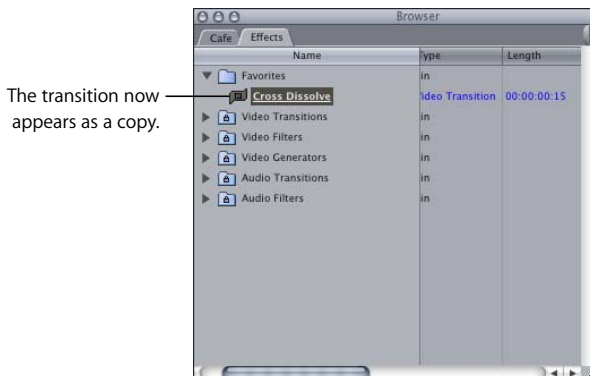 Browser
Cafe Effects
Name Type Length
Favorites in
The transition now
Cross Dissolve ideo Transition 00:00:00:15
appears as a copy.
Video Transitions in
Video Filters in
Video Generators in
Audio Transitions in
Audio Filters in